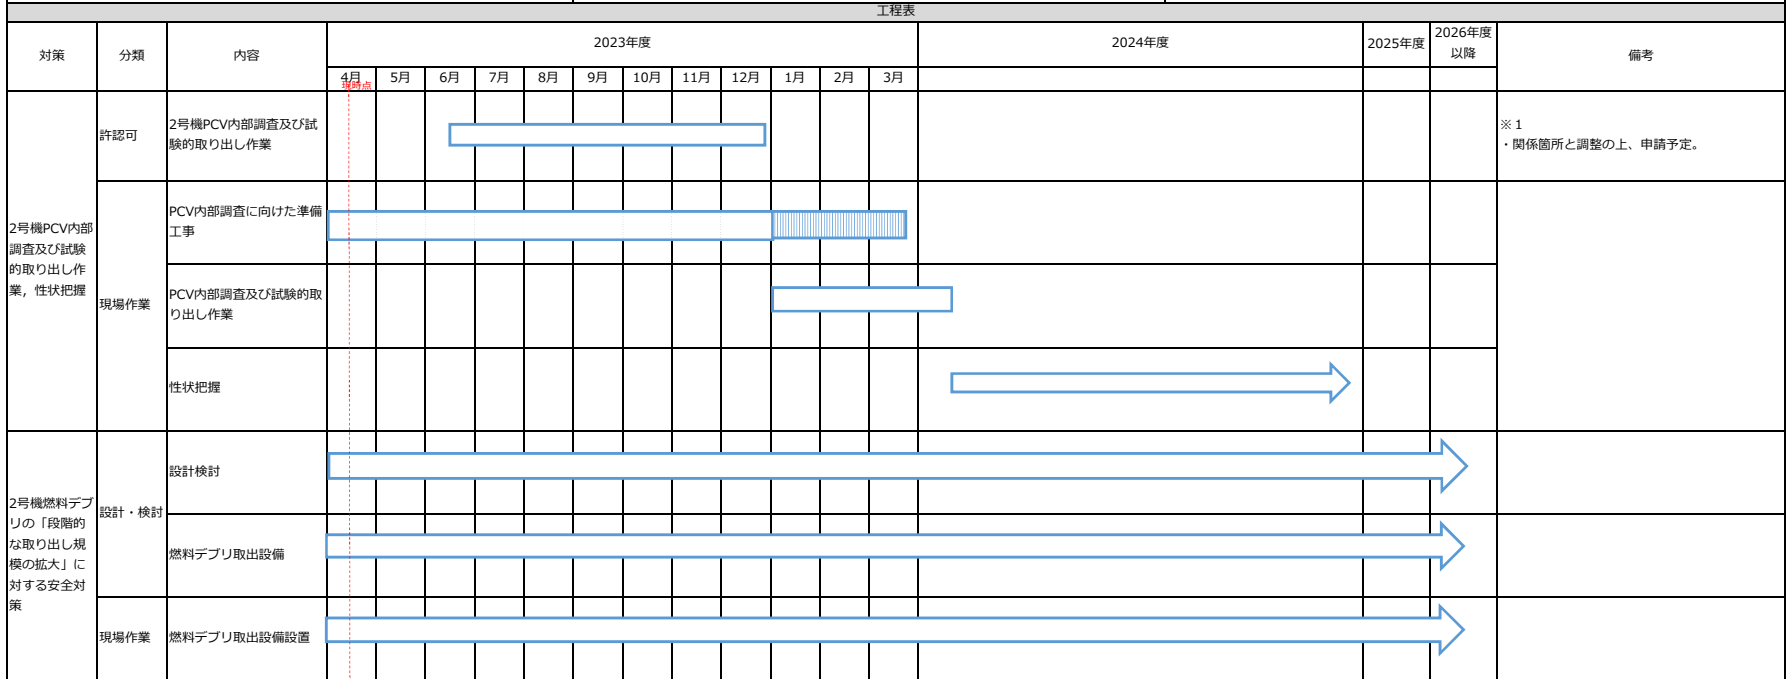 工程表
対策
分類
内容
2023年度
2024年度
2025年度
2026年度
以降
備考
4月
5月
6月
7月
8月
9月
10月
11月
12月
1月
2月
3月
現時点
2号機PCV内部
調査及び試験
的取り出し作
業，性状把握
許認可
2号機PCV内部調査及び試
験的取り出し作業
※１
・関係箇所と調整の上、申請予定。
現場作業
PCV内部調査に向けた準備
工事
PCV内部調査及び試験的取
り出し作業
性状把握
2号機燃料デブ
リの「段階的
な取り出し規
模の拡大」に
対する安全対
策
設計・検討
設計検討
燃料デブリ取出設備
現場作業
燃料デブリ取出設備設置